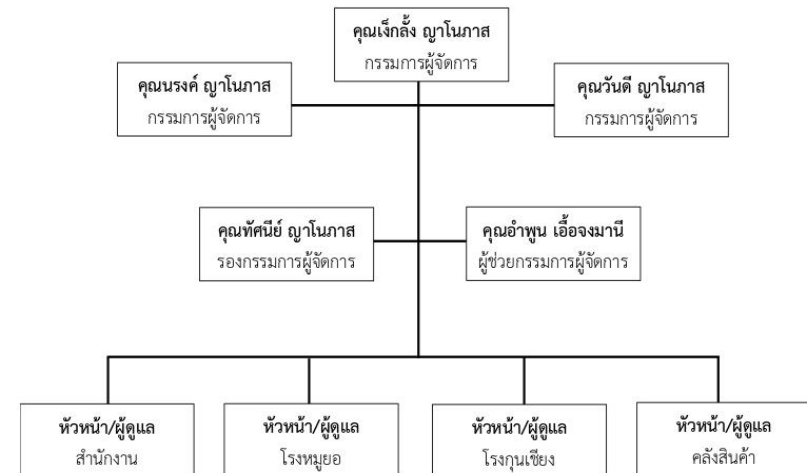 คุณเง็กลั้ง ญาโนภาส
กรรมการผู้จัดการ
คุณนรงค์ ญาโนภาส
กรรมการผู้จัดการ
คุณวันดี ญาโนภาส
กรรมการผู้จัดการ
คุณทัศนีย์ ญาโนภาส
รองกรรมการผู้จัดการ
คุณอำพูน เอื้อจงมานี
ผู้ช่วยกรรมการผู้จัดการ
หัวหน้า/ผู้ดูแล
สำนักงาน
หัวหน้า/ผู้ดูแล
โรงหมูยอ
หัวหน้า/ผู้ดูแล
โรงกุนเชียง
หัวหน้า/ผู้ดูแล
คลังสินค้า